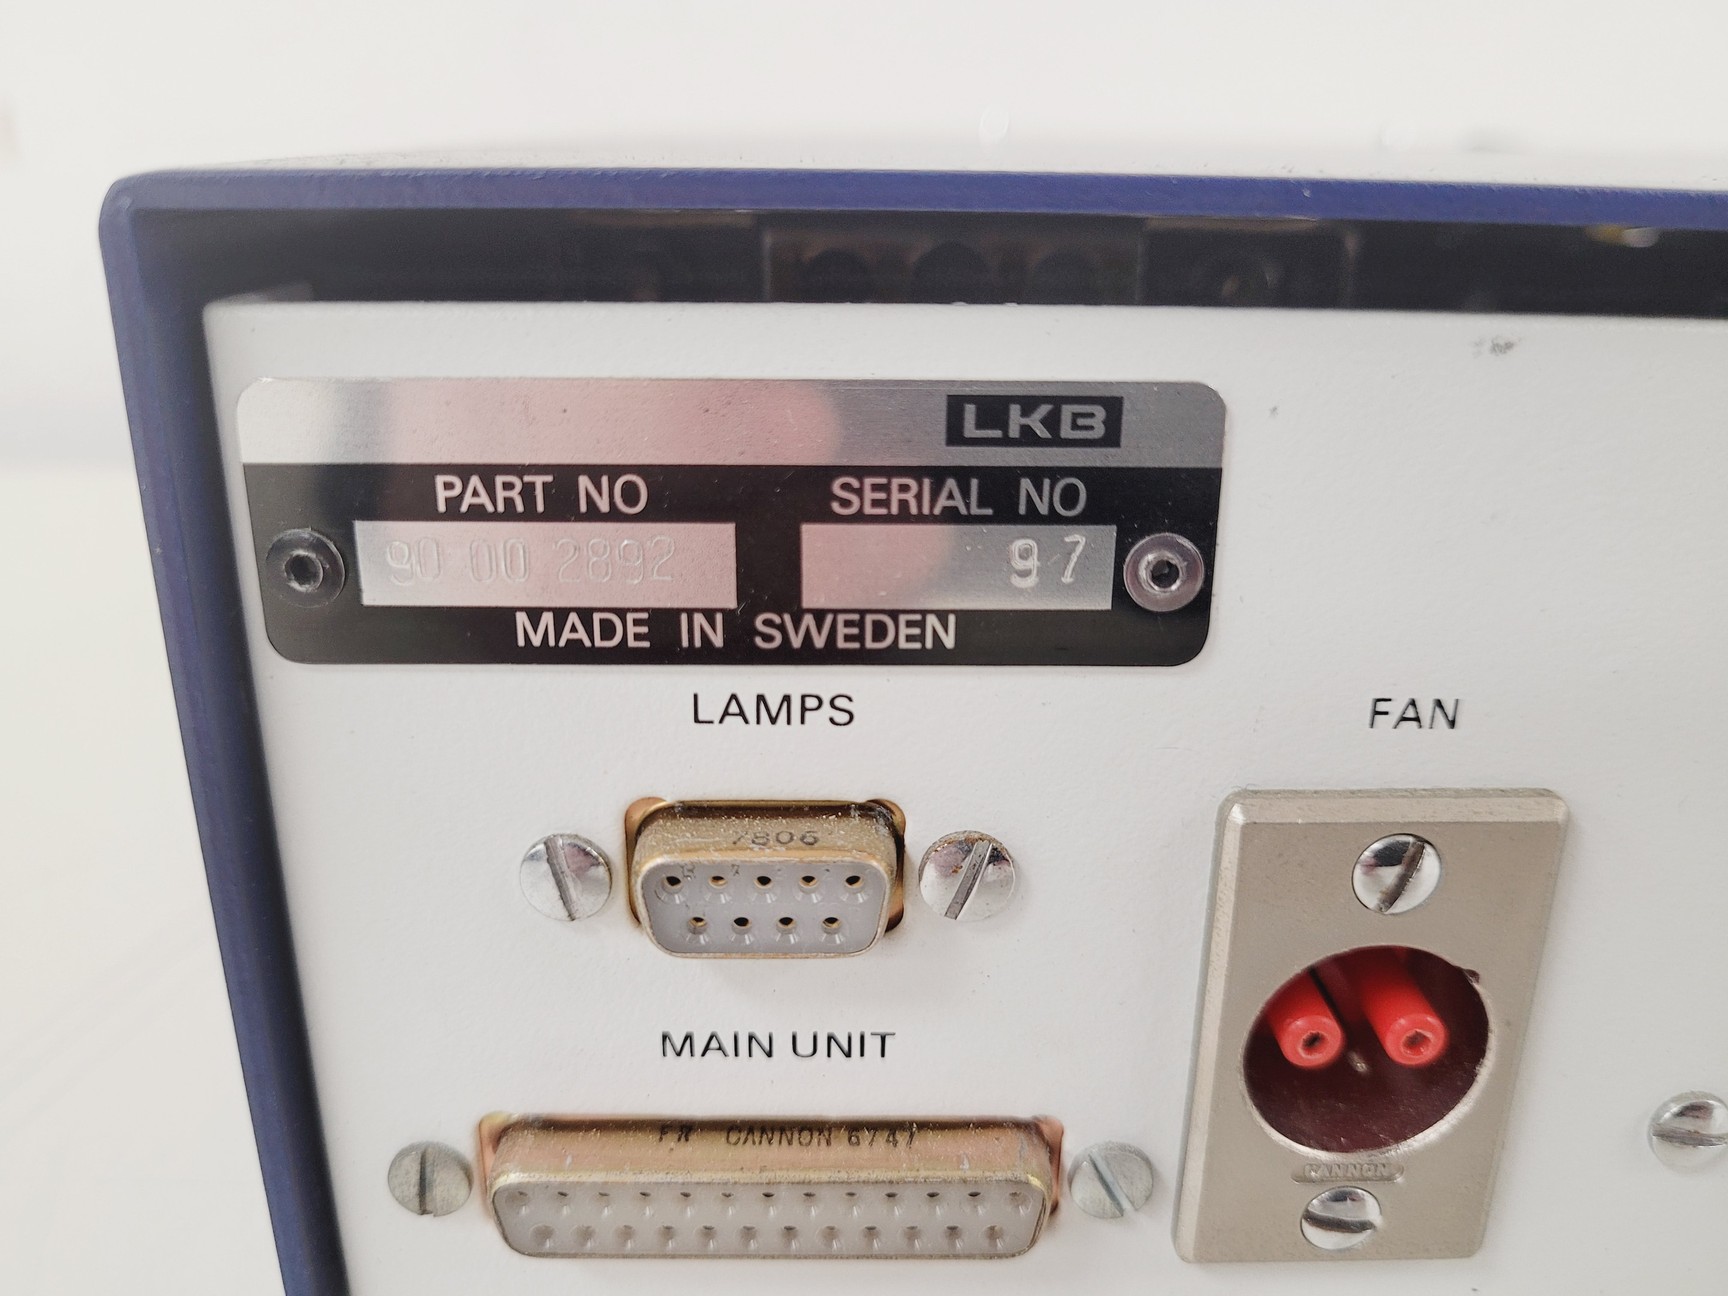 LKB
PART NO SERIAL NO
90 00 2892 97
MADE IN SWEDEN
LAMPS
FAN
7806
MAIN UNIT
FR CANNON 6747
CANNON